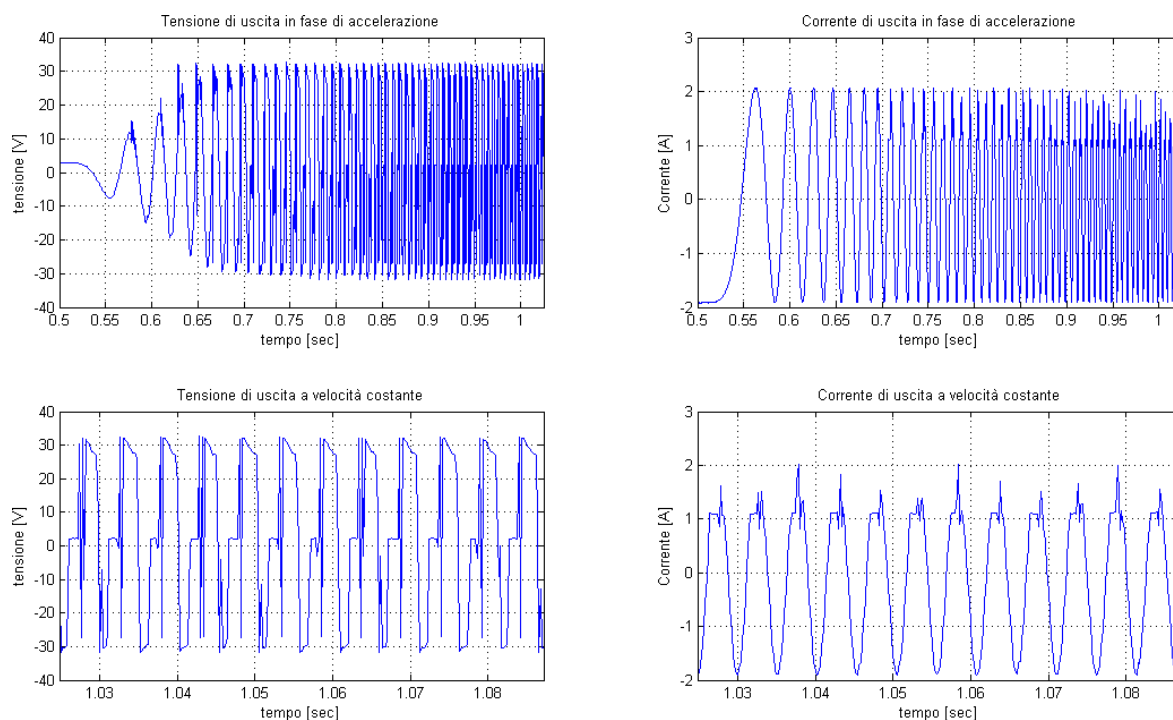 Tensione di uscita in fase di accelerazione
40
30
20
10
0
-10
-20
-30
-40
tensione [V]
0.5 0.55 0.6 0.65 0.7 0.75 0.8 0.85 0.9 0.95 1
tempo [sec]
Corrente di uscita in fase di accelerazione
3
2
1
0
-1
-2
Corrente [A]
0.5 0.55 0.6 0.65 0.7 0.75 0.8 0.85 0.9 0.95 1
tempo [sec]
Tensione di uscita a velocità costante
40
30
20
10
0
-10
-20
-30
-40
tensione [V]
1.03 1.04 1.05 1.06 1.07 1.08
tempo [sec]
Corrente di uscita a velocità costante
3
2
1
0
-1
-2
Corrente [A]
1.03 1.04 1.05 1.06 1.07 1.08
tempo [sec]